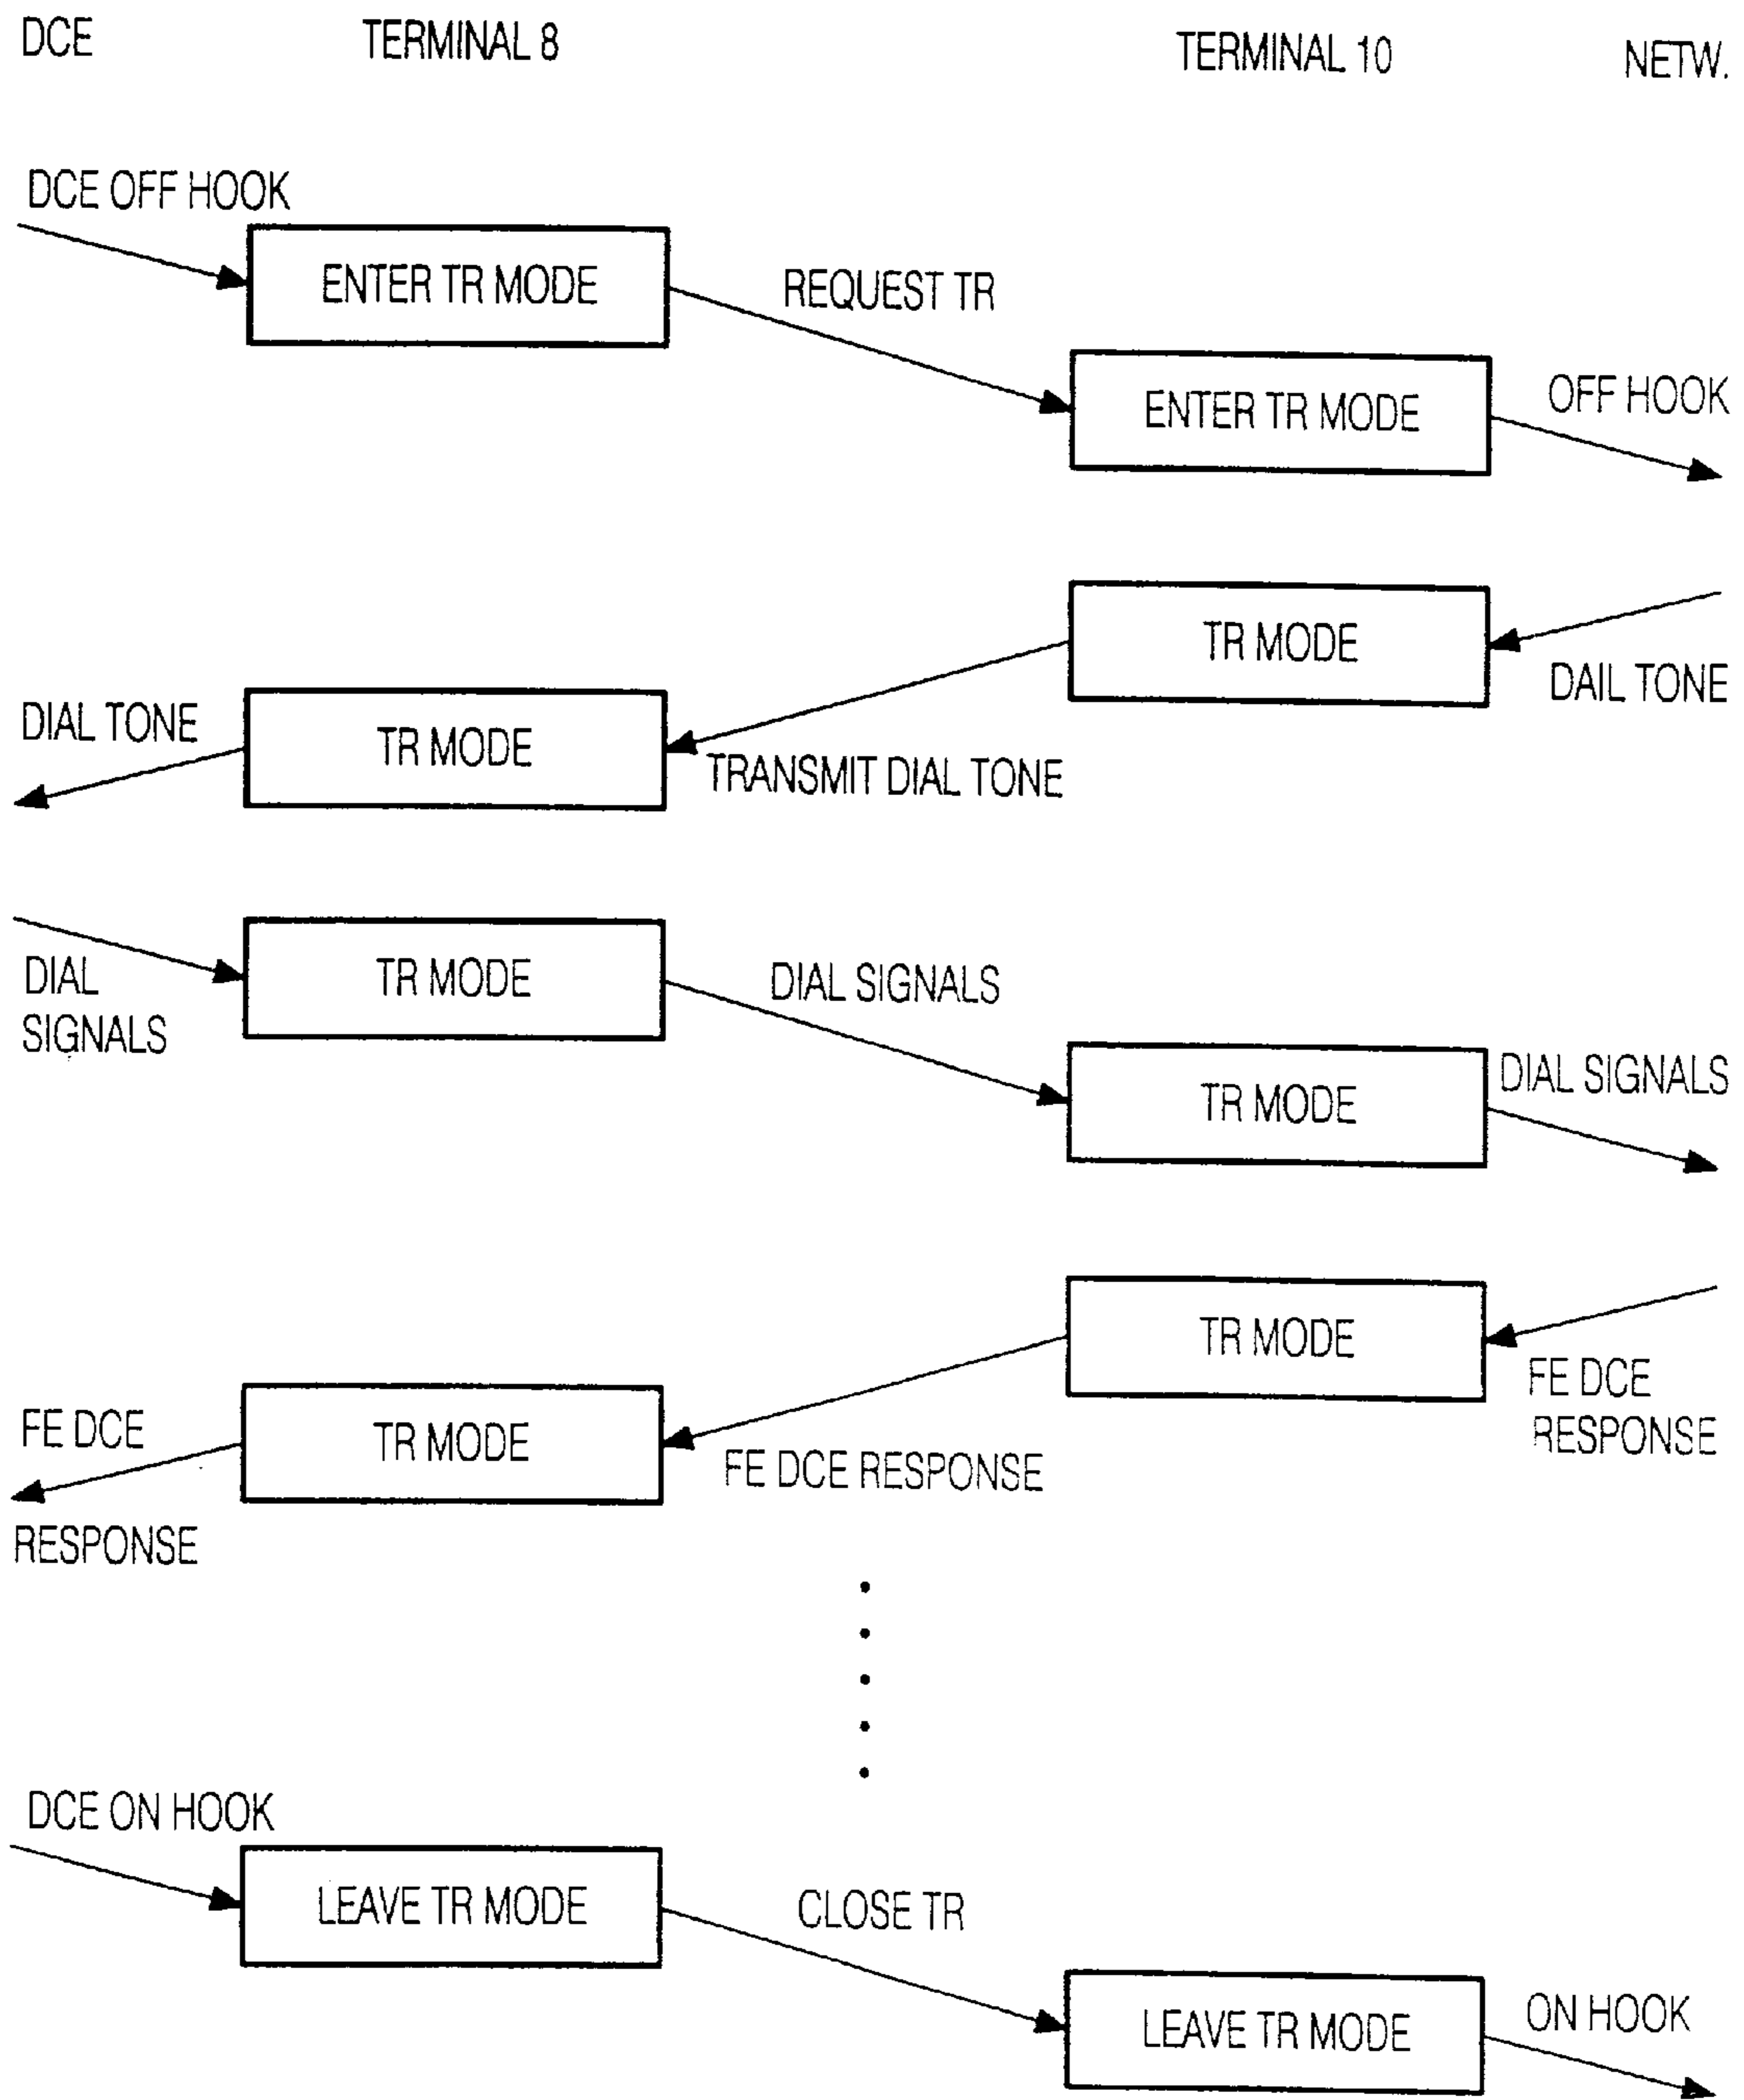 DCE
TERMINAL 8
TERMINAL 10
NETW.
DCE OFF HOOK
ENTER TR MODE
REQUEST TR
ENTER TR MODE
OFF HOOK
TR MODE
DAIL TONE
DIAL TONE
TR MODE
TRANSMIT DIAL TONE
DIAL
SIGNALS
TR MODE
DIAL SIGNALS
TR MODE
DIAL SIGNALS
TR MODE
FE DCE
RESPONSE
FE DCE
RESPONSE
TR MODE
FE DCE RESPONSE
DCE ON HOOK
LEAVE TR MODE
CLOSE TR
LEAVE TR MODE
ON HOOK